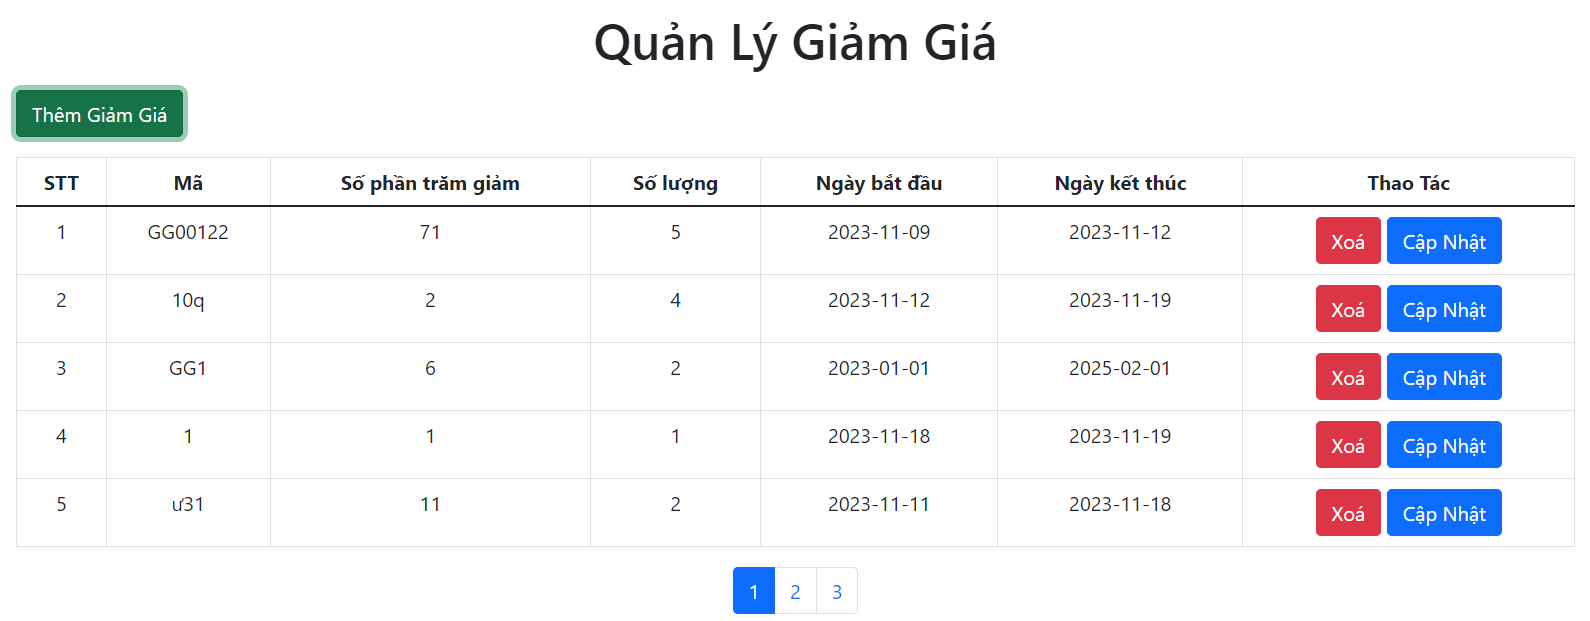 Quản Lý Giảm Giá
Thêm Giảm Giá
STT Mã Số phần trăm giảm Số lượng Ngày bắt đầu Ngày kết thúc Thao Tác
1 GG00122 71 5 2023-11-09 2023-11-12 Xoá Cập Nhật
2 10q 2 4 2023-11-12 2023-11-19 Xoá Cập Nhật
3 GG1 6 2 2023-01-01 2025-02-01 Xoá Cập Nhật
4 1 1 1 2023-11-18 2023-11-19 Xoá Cập Nhật
5 ư31 11 2 2023-11-11 2023-11-18 Xoá Cập Nhật
1 2 3